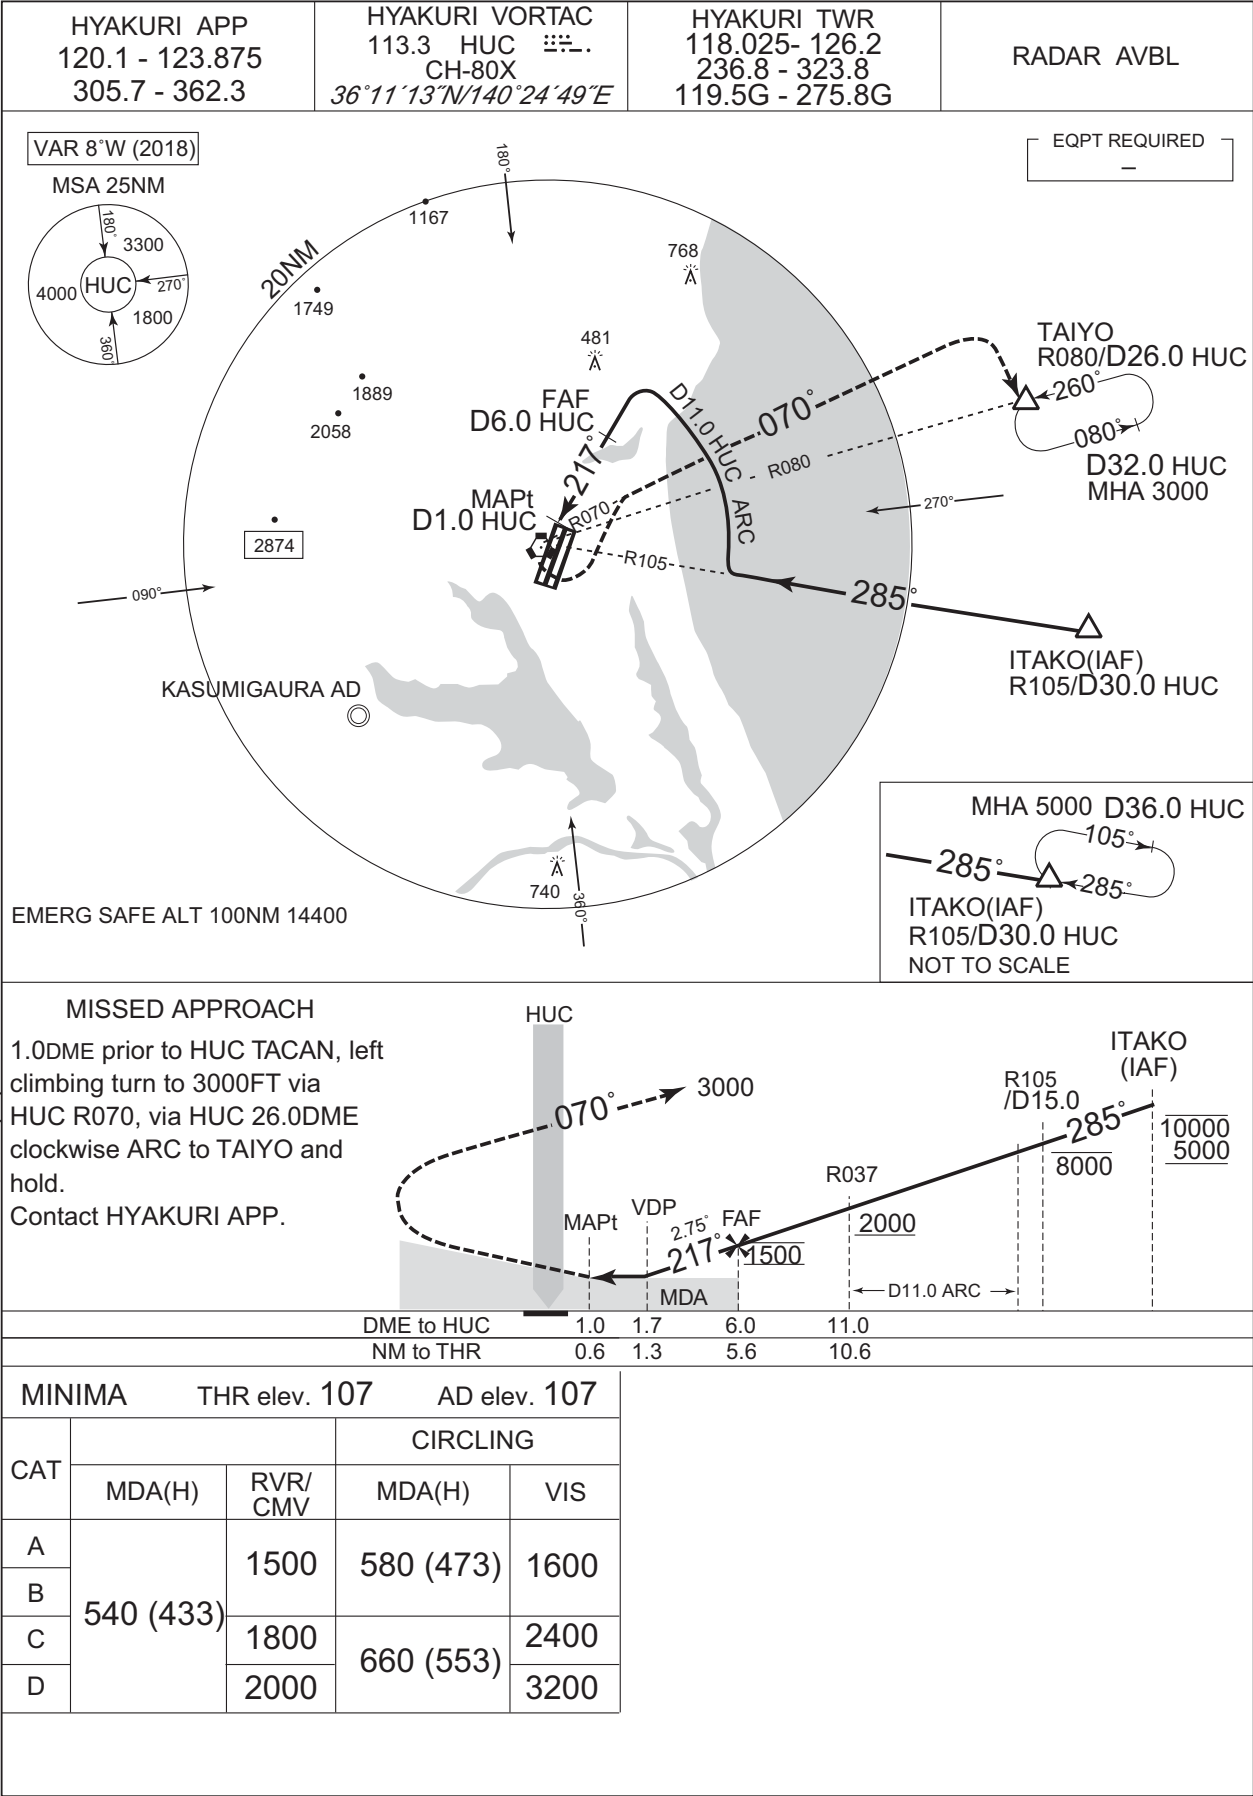 HYAKURI APP
120.1 - 123.875
305.7 - 362.3
HYAKURI VORTAC
113.3 HUC
CH-80X
36°11´13˝N/140°24´49˝E
HYAKURI TWR
118.025- 126.2
236.8 - 323.8
119.5G - 275.8G
RADAR AVBL
VAR 8°W (2018)
MSA 25NM
180°
3300
4000
HUC
270°
1800
360°
EQPT REQUIRED
–
180°
1167
20NM
768
1749
481
1889
2058
FAF
D6.0 HUC
D11.0 HUC ARC
070°
TAIYO
R080/D26.0 HUC
260°
080°
D32.0 HUC
MHA 3000
R080
217°
MAPt
D1.0 HUC
R070
270°
2874
R105
090°
285°
ITAKO(IAF)
R105/D30.0 HUC
KASUMIGAURA AD
740
360°
EMERG SAFE ALT 100NM 14400
MHA 5000 D36.0 HUC
105°
285°
285°
ITAKO(IAF)
R105/D30.0 HUC
NOT TO SCALE
MISSED APPROACH
1.0DME prior to HUC TACAN, left
climbing turn to 3000FT via
HUC R070, via HUC 26.0DME
clockwise ARC to TAIYO and
hold.
Contact HYAKURI APP.
HUC
070°
3000
ITAKO
(IAF)
R105
/D15.0
285°
10000
5000
8000
R037
2000
MAPt
VDP
2.75°
FAF
217°
1500
MDA
D11.0 ARC
DME to HUC 1.0 1.7 6.0 11.0
NM to THR 0.6 1.3 5.6 10.6
MINIMA THR elev. 107 AD elev. 107
CAT
CIRCLING
MDA(H)
RVR/
CMV
MDA(H)
VIS
A
B
C
D
540 (433)
1500
1800
2000
580 (473)
660 (553)
1600
2400
3200